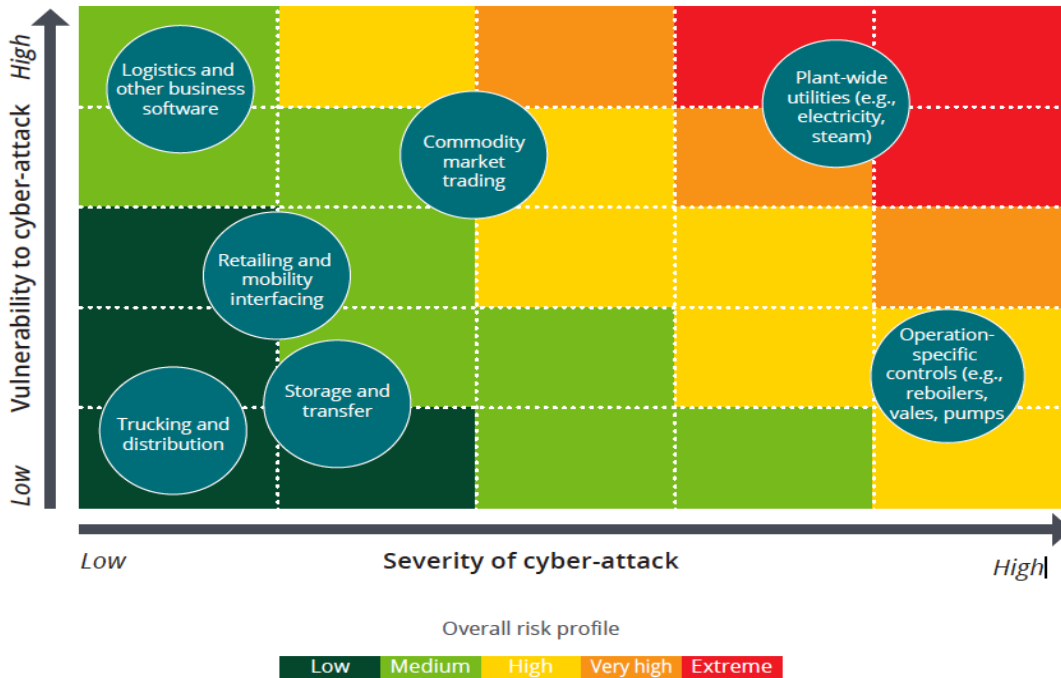 High
Vulnerability to cyber-attack
Low
Logistics and
other business
software
Plant-wide
utilities (e.g.,
electricity,
steam)
Commodity
market
trading
Retailing and
mobility
interfacing
Operation-
specific
controls (e.g.,
reboilers,
vales, pumps
Storage and
transfer
Trucking and
distribution
Low
Severity of cyber-attack
High
Overall risk profile
Low Medium High Very high Extreme